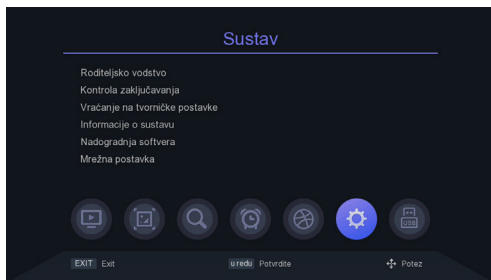 Sustav
Roditeljsko vodstvo
Kontrola zaključavanja
Vraćanje na tvorničke postavke
Informacije o sustavu
Nadogradnja softvera
Mrežna postavka
USB
EXIT Exit u redu Potvrdite Potez